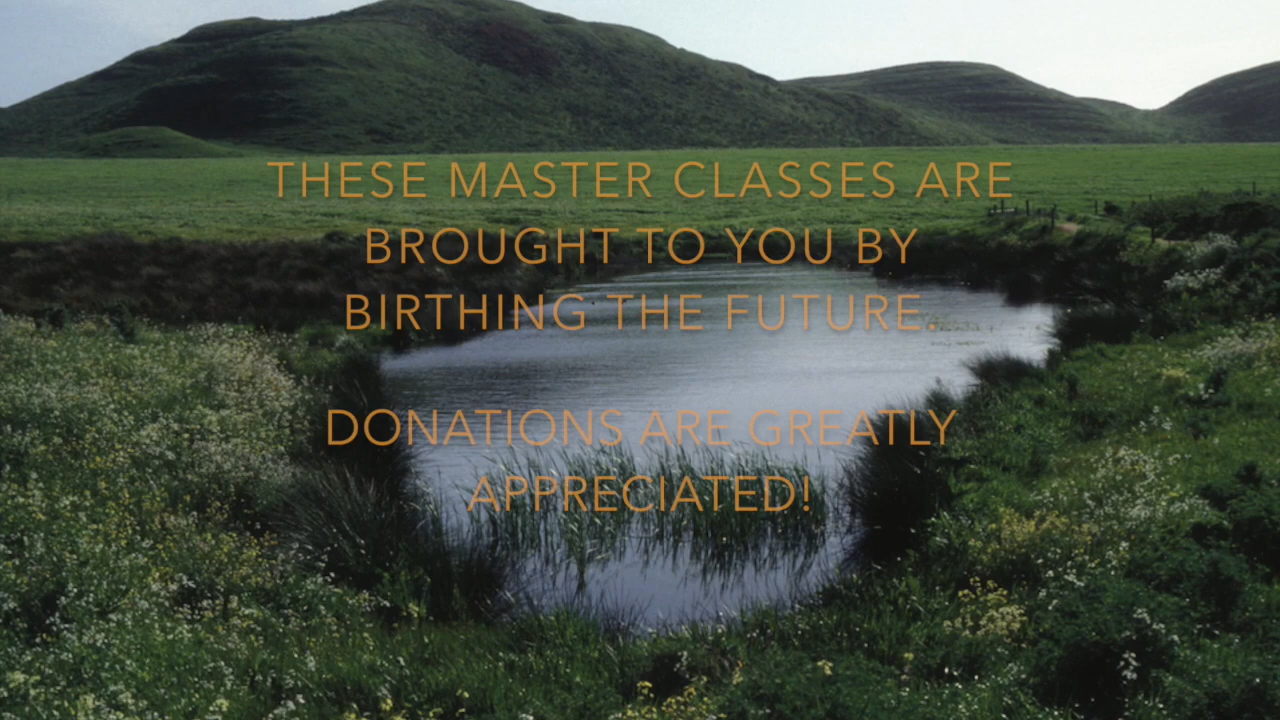 THESE MASTER CLASSES ARE
BROUGHT TO YOU BY
BIRTHING THE FUTURE.
DONATIONS ARE GREATLY
APPRECIATED!